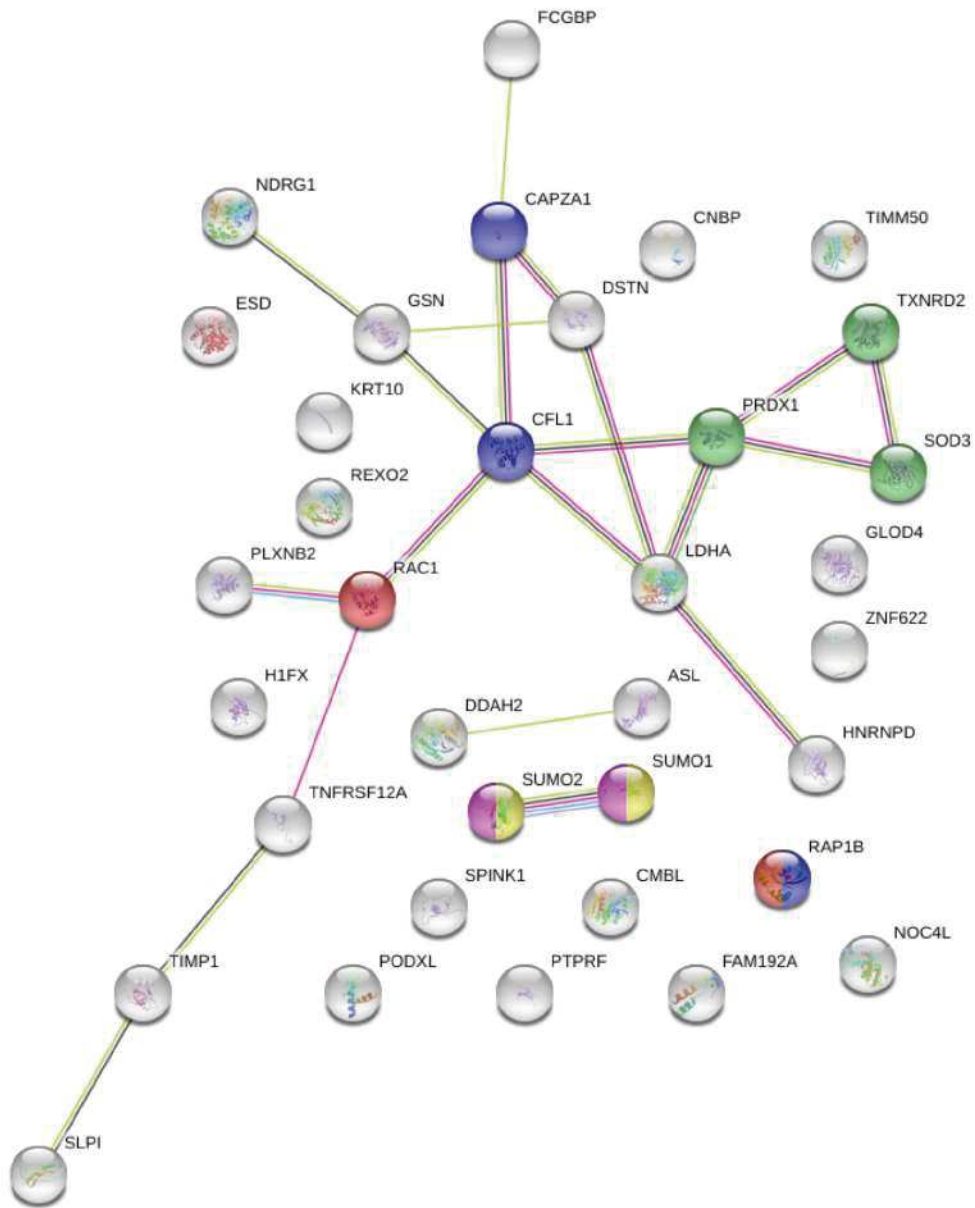 FCGBP
NDRG1
CAPZA1
CNBP
TIMM50
ESD
GSN
DSTN
TXNRD2
KRT10
CFL1
PRDX1
SOD3
REXO2
PLXNB2
RAC1
LDHA
GLOD4
ZNF622
H1FX
DDAH2
ASL
HNRNPD
TNFRSF12A
SUMO2
SUMO1
SPINK1
CMBL
RAP1B
TIMP1
PODXL
PTPRF
FAM192A
NOC4L
SLPI